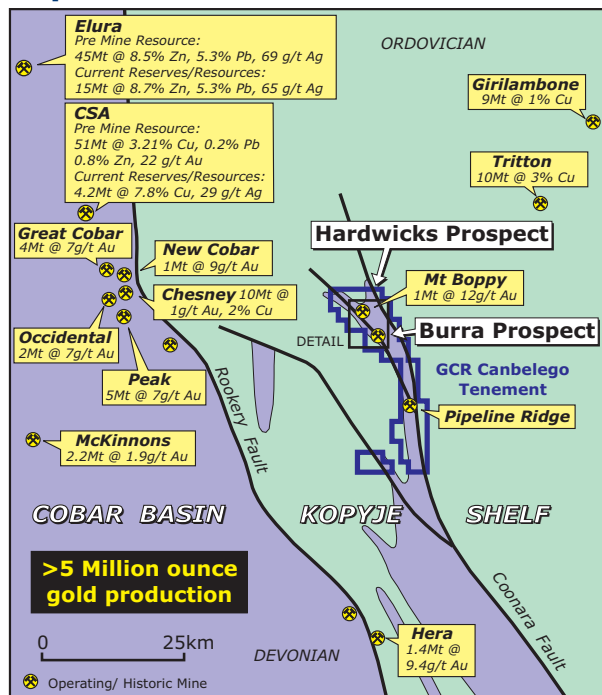 Elura
Pre Mine Resource:
45Mt @ 8.5% Zn, 5.3% Pb, 69 g/t Ag
Current Reserves/Resources:
15Mt @ 8.7% Zn, 5.3% Pb, 65 g/t Ag
ORDOVICIAN
Girilambone
9Mt @ 1% Cu
CSA
Pre Mine Resource:
51Mt @ 3.21% Cu, 0.2% Pb
0.8% Zn, 22 g/t Au
Current Reserves/Resources:
4.2Mt @ 7.8% Cu, 29 g/t Ag
Tritton
10Mt @ 3% Cu
Great Cobar
4Mt @ 7g/t Au
New Cobar
1Mt @ 9g/t Au
Hardwicks Prospect
Chesney 10Mt @
1g/t Au, 2% Cu
Mt Boppy
1Mt @ 12g/t Au
Occidental
2Mt @ 7g/t Au
DETAIL
Burra Prospect
Peak
5Mt @ 7g/t Au
Rookery Fault
GCR Canbelego
Tenement
Pipeline Ridge
McKinnons
2.2Mt @ 1.9g/t Au
COBAR BASIN
KOPYJE SHELF
>5 Million ounce
gold production
Coonara Fault
0 25km
Hera
1.4Mt @
9.4g/t Au
DEVONIAN
Operating/ Historic Mine